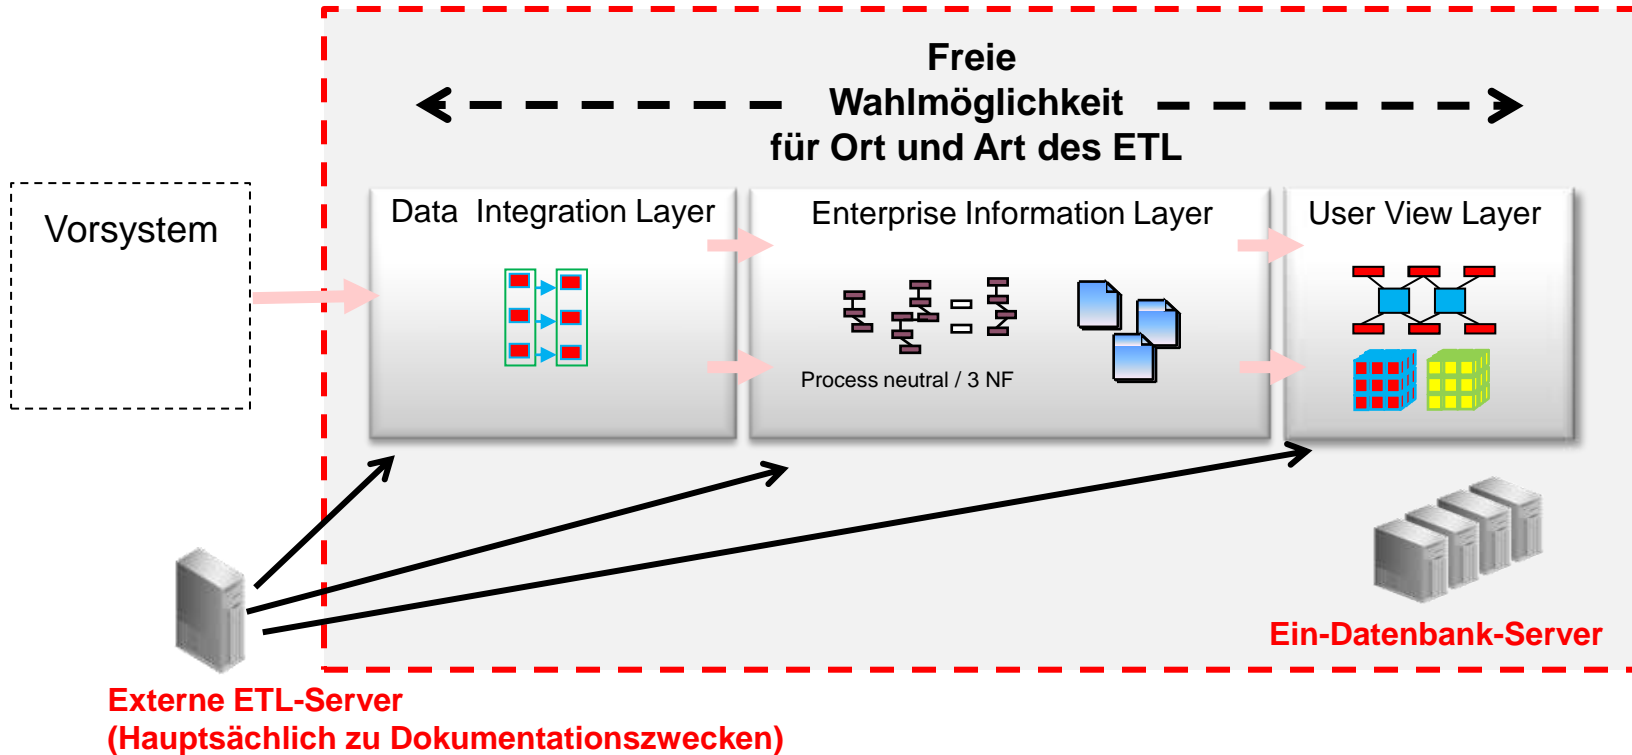 Freie
Wahlmöglichkeit
für Ort und Art des ETL
Vorsystem
Data Integration Layer
Enterprise Information Layer
User View Layer
Process neutral / 3 NF
Ein-Datenbank-Server
Externe ETL-Server
(Hauptsächlich zu Dokumentationszwecken)